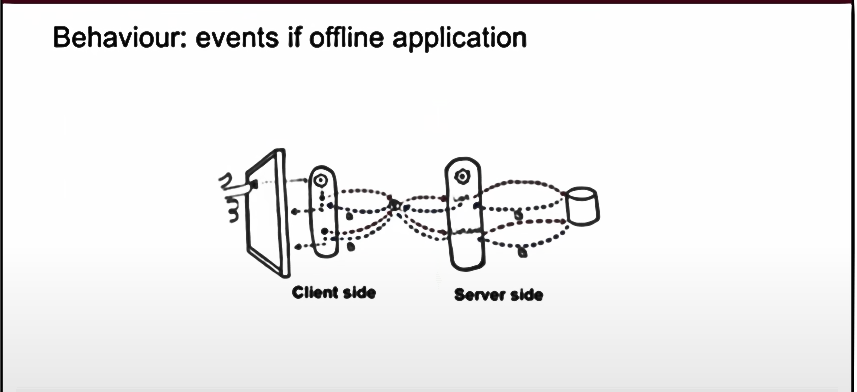 Behaviour: events if offline application
Client side
Server side